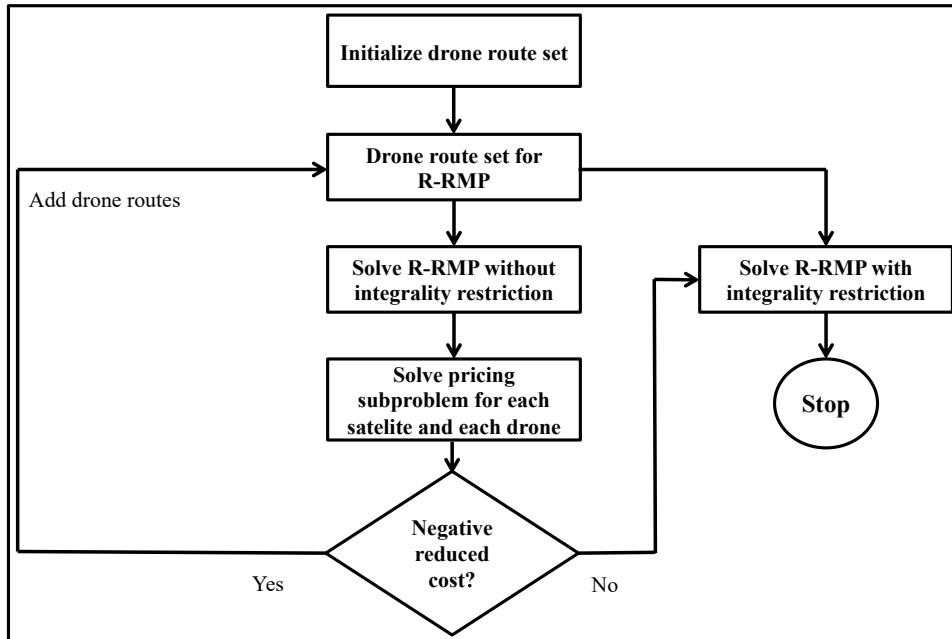 Initialize drone route set
Drone route set for
R-RMP
Add drone routes
Solve R-RMP without
integrality restriction
Solve R-RMP with
integrality restriction
Solve pricing
subproblem for each
satelite and each drone
Stop
Negative
reduced
cost?
Yes
No